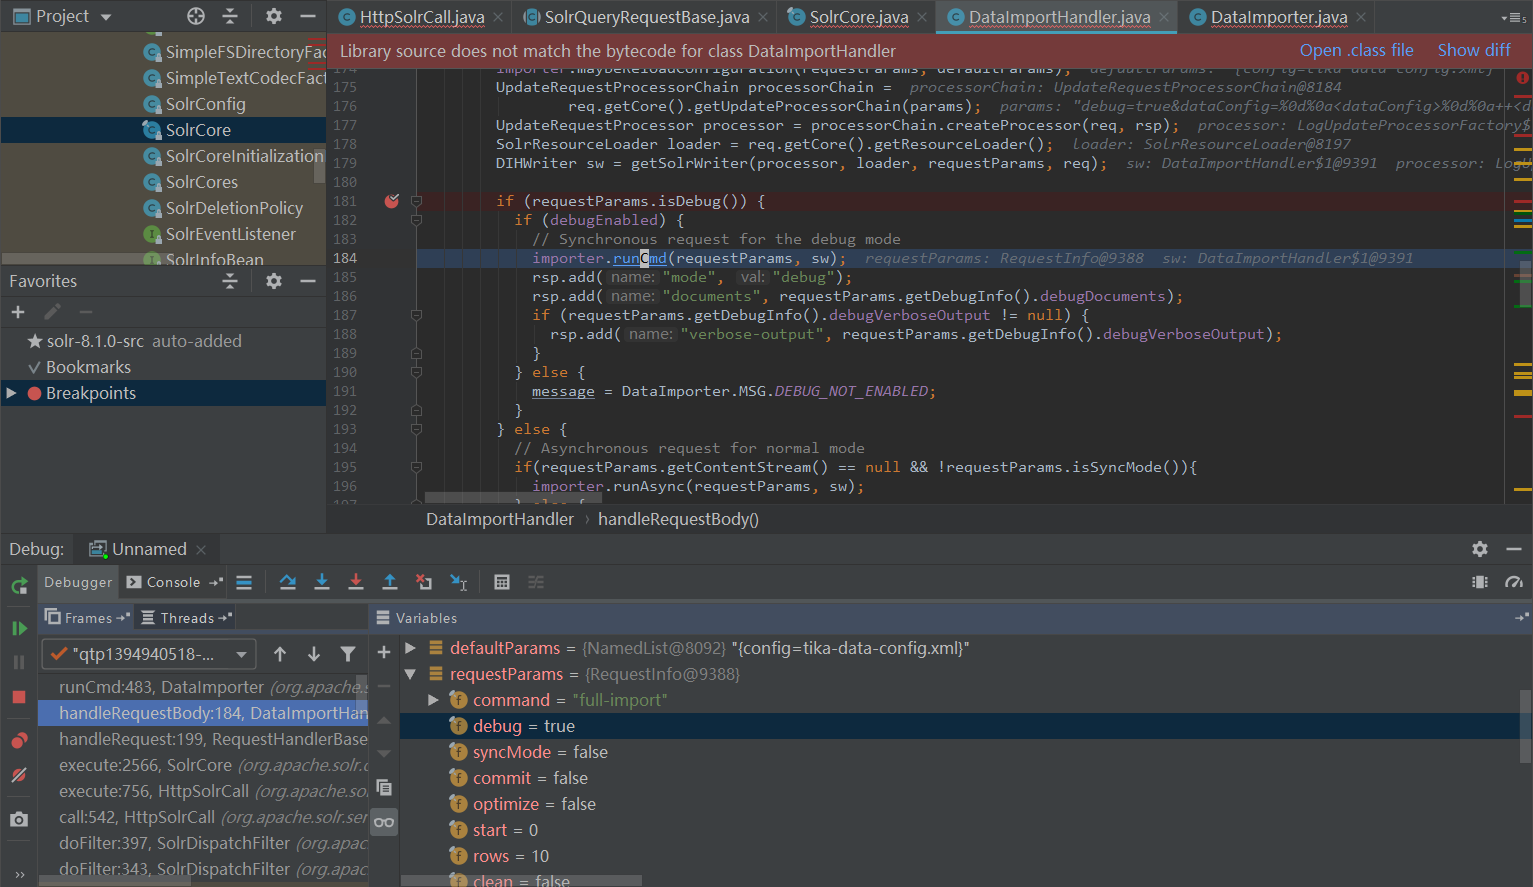 Project
HttpSolrCall.java
SolrQueryRequestBase.java
SolrCore.java
DataImportHandler.java
DataImporter.java
Library source does not match the bytecode for class DataImportHandler
Open .class file
Show diff
SimpleFSDirectoryFac
SimpleTextCodecFact
SolrConfig
SolrCore
SolrCoreInitialization
SolrCores
SolrDeletionPolicy
SolrEventListener
SolrInfoBean
174 importer.maybeReloadConfiguration(requestParams, defaultParams); defaultParams: "{config=tika-data-config.xml}"
175 UpdateRequestProcessorChain processorChain = processorChain: UpdateRequestProcessorChain@8184
176 req.getCore().getUpdateProcessorChain(params); params: "debug=true&dataConfig=%0d%0a<dataConfig>%0d%0a++<d
177 UpdateRequestProcessor processor = processorChain.createProcessor(req, rsp); processor: LogUpdateProcessorFactory$
178 SolrResourceLoader loader = req.getCore().getResourceLoader(); loader: SolrResourceLoader@8197
179 DIHWriter sw = getSolrWriter(processor, loader, requestParams, req); sw: DataImportHandler$1@9391 processor: LogUp
180
181 if (requestParams.isDebug()) {
182 if (debugEnabled) {
183 // Synchronous request for the debug mode
184 importer.runCmd(requestParams, sw); requestParams: RequestInfo@9388 sw: DataImportHandler$1@9391
185 rsp.add( name: "mode", val: "debug");
186 rsp.add( name: "documents", requestParams.getDebugInfo().debugDocuments);
187 if (requestParams.getDebugInfo().debugVerboseOutput != null) {
188 rsp.add( name: "verbose-output", requestParams.getDebugInfo().debugVerboseOutput);
189 }
190 } else {
191 message = DataImporter.MSG.DEBUG_NOT_ENABLED;
192 }
193 } else {
194 // Asynchronous request for normal mode
195 if(requestParams.getContentStream() == null && !requestParams.isSyncMode()){
196 importer.runAsync(requestParams, sw);
197 } else {
DataImportHandler › handleRequestBody()
Favorites
solr-8.1.0-src auto-added
Bookmarks
Breakpoints
Debug:
Unnamed
Debugger
Console
Frames
Threads
Variables
"qtp1394940518-...
runCmd:483, DataImporter (org.apache.s
handleRequestBody:184, DataImportHan
handleRequest:199, RequestHandlerBase
execute:2566, SolrCore (org.apache.solr.c
execute:756, HttpSolrCall (org.apache.sol
call:542, HttpSolrCall (org.apache.solr.ser
doFilter:397, SolrDispatchFilter (org.apac
doFilter:343, SolrDispatchFilter (org.apac
defaultParams = {NamedList@8092} "{config=tika-data-config.xml}"
requestParams = {RequestInfo@9388}
command = "full-import"
debug = true
syncMode = false
commit = false
optimize = false
start = 0
rows = 10
clean = false